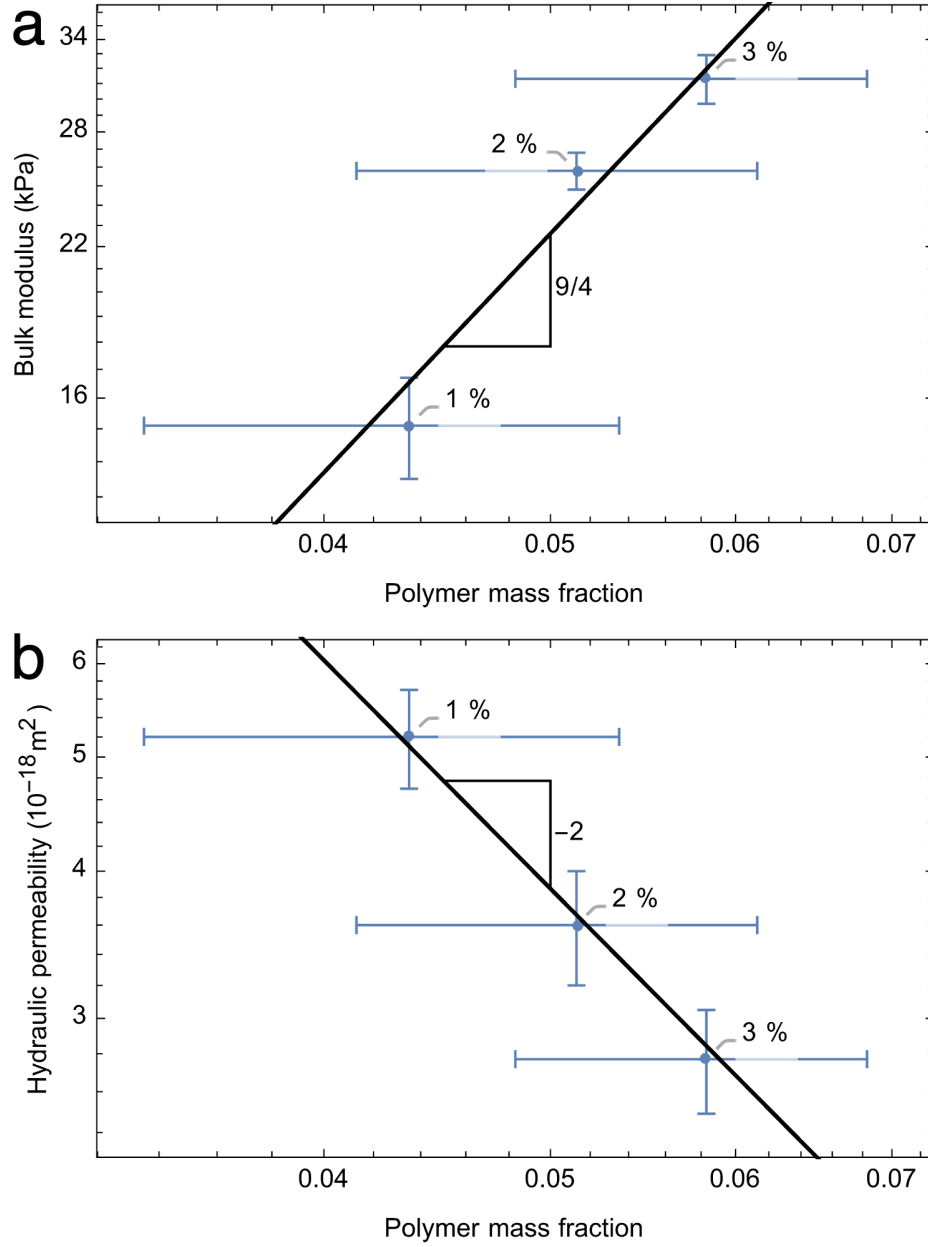 a
34
28
22
16
Bulk modulus (kPa)
3 %
2 %
9/4
1 %
0.04 0.05 0.06 0.07
Polymer mass fraction
b
6
5
4
3
Hydraulic permeability (10⁻¹⁸m²)
1 %
−2
2 %
3 %
0.04 0.05 0.06 0.07
Polymer mass fraction